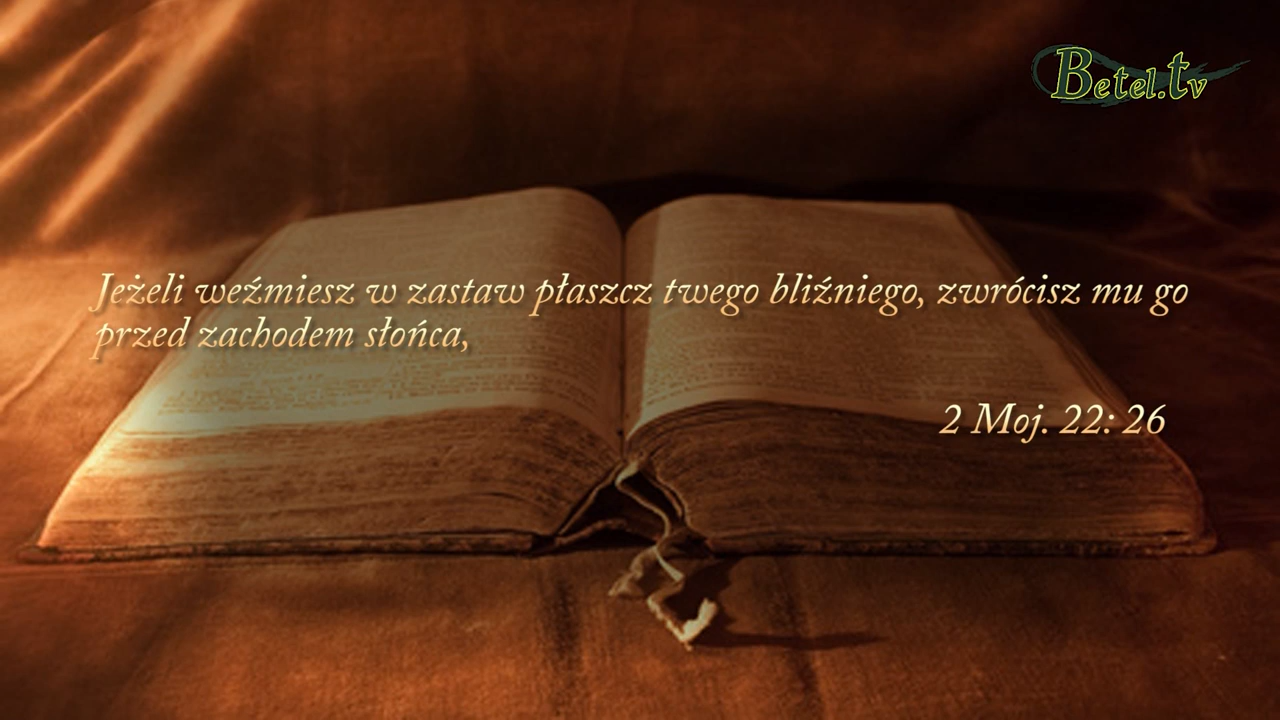 Betel.tv
Jeżeli weźmiesz w zastaw płaszcz twego bliźniego, zwrócisz mu go
przed zachodem słońca,
2 Moj. 22: 26